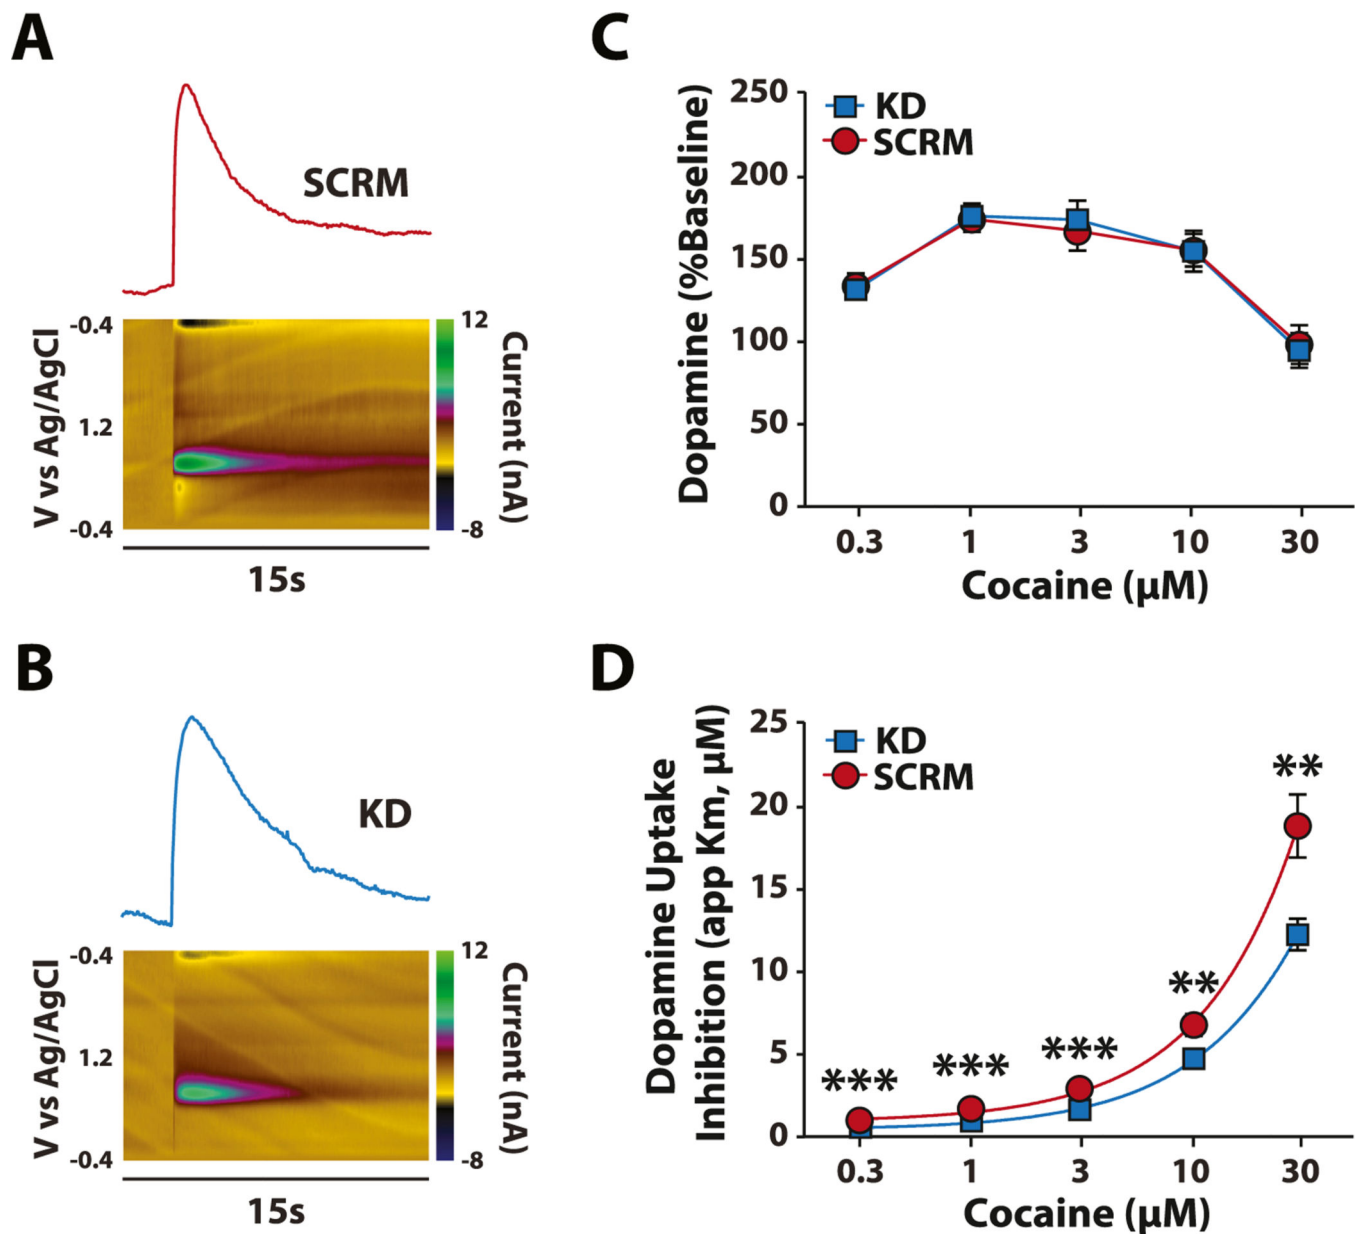 A
SCRM
-0.4
1.2
-0.4
V vs Ag/AgCl
12
-8
Current (nA)
15s
B
KD
-0.4
1.2
-0.4
V vs Ag/AgCl
12
-8
Current (nA)
15s
C
KD
SCRM
Dopamine (%Baseline)
250
200
150
100
50
0
0.3 1 3 10 30
Cocaine (μM)
D
KD
SCRM
Dopamine Uptake
Inhibition (app Km, μM)
25
20
15
10
5
0
*** *** *** ** **
0.3 1 3 10 30
Cocaine (μM)